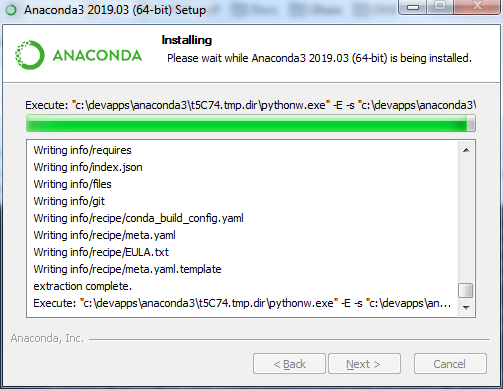 Anaconda3 2019.03 (64-bit) Setup
ANACONDA
Installing
Please wait while Anaconda3 2019.03 (64-bit) is being installed.
Execute: "c:\devapps\anaconda3\t5C74.tmp.dir\pythonw.exe" -E -s "c:\devapps\anaconda3\
Writing info/requires
Writing info/index.json
Writing info/files
Writing info/git
Writing info/recipe/conda_build_config.yaml
Writing info/recipe/meta.yaml
Writing info/recipe/EULA.txt
Writing info/recipe/meta.yaml.template
extraction complete.
Execute: "c:\devapps\anaconda3\t5C74.tmp.dir\pythonw.exe" -E -s "c:\devapps\an...
Anaconda, Inc.
< Back Next > Cancel